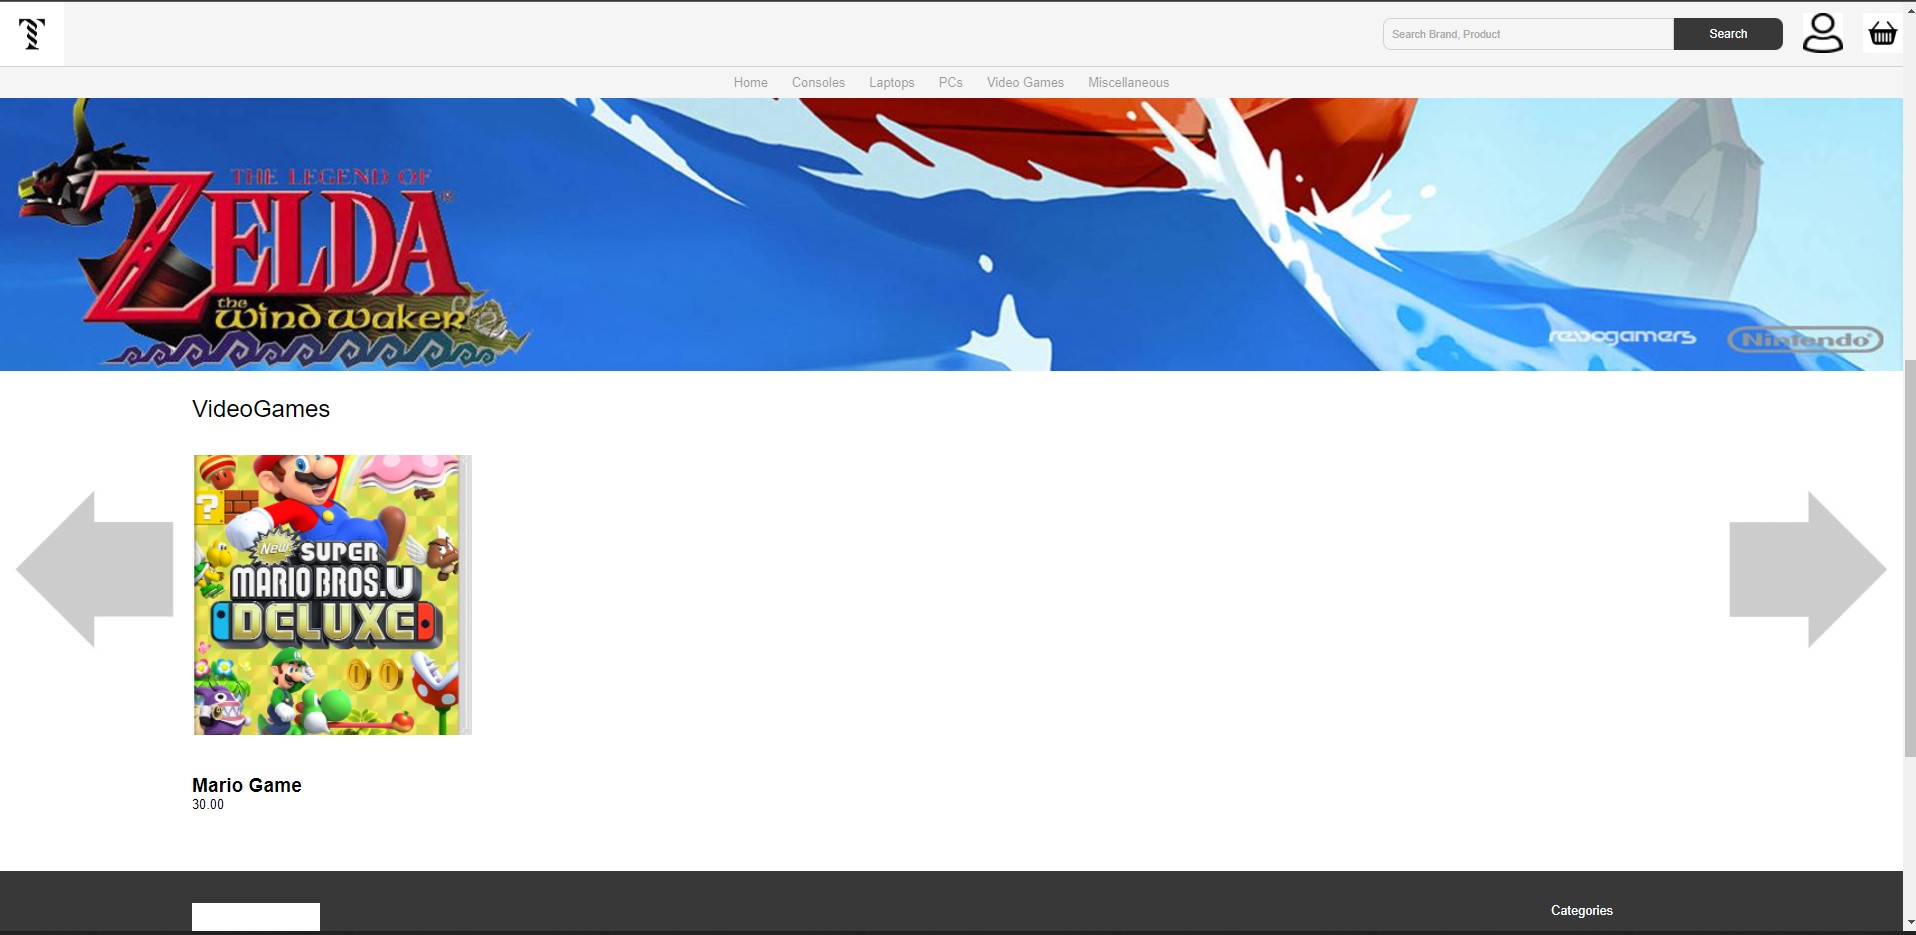 T
Search Brand, Product
Search
Home Consoles Laptops PCs Video Games Miscellaneous
THE LEGEND OF
ZELDA®
the
Wind Waker
revogamers
Nintendo®
VideoGames
?
New SUPER
MARIO BROS.U
DELUXE
Mario Game
30.00
Categories